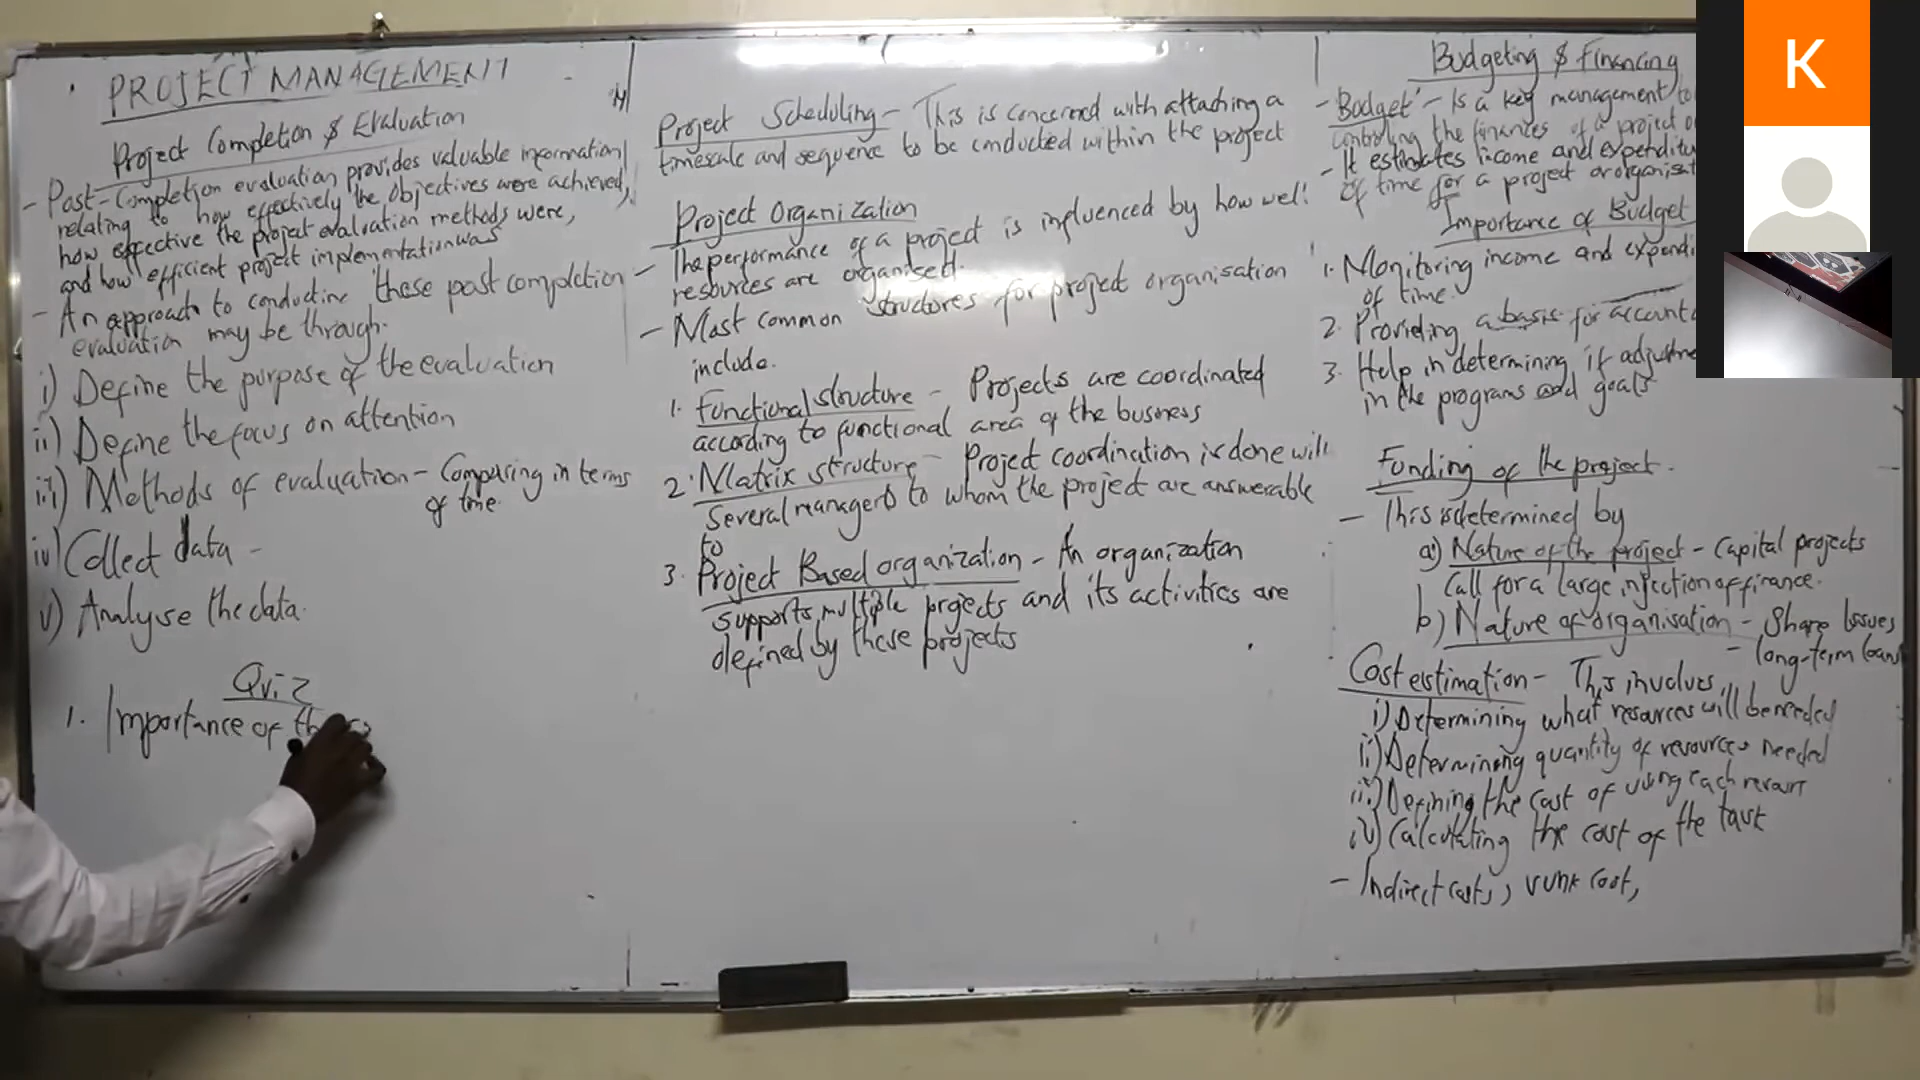 PROJECT MANAGEMENT
Project Completion & Evaluation
- Post-Completion evaluation provides valuable information
relating to how effectively the objectives were achieved,
how effective the project evaluation methods were,
and how efficient project implementation was
- An approach to conducting these post completion
evaluation may be through.
i) Define the purpose of the evaluation
ii) Define the focus on attention
iii) Methods of evaluation - Comparing in terms
of time.
iv) Collect data -
v) Analyse the data.
Quiz
1. Importance of
Project Scheduling - This is concerned with attaching a
timescale and sequence to be conducted within the project
Project Organization
- The performance of a project is influenced by how well
resources are organised.
- Most common structures for project organisation
include.
1. Functional structure - Projects are coordinated
according to functional area of the business
2. Matrix structure - Project coordination is done will
several managers to whom the project are answerable
to
3. Project Based organization - An organization
supports multiple projects and its activities are
defined by these projects
Budgeting & Financing
- Budget - Is a key management
controlling the finances of a project
- It estimates income and
of time for a project or
Importance of Budget
1. Monitoring income and
of time.
2. Providing a basis for
3. Help in determining if
in the programs and goals
Funding of the project.
- This is determined by
a) Nature of the project - Capital projects
Call for a large injection of finance.
b) Nature of organisation - Share Issues
- long-term loans
Cost estimation - This involves
i) Determining what resources will be needed
ii) Determining quantity of resources needed
iii) Defining the cost of using each
iv) Calculating the cost of the task
- Indirect costs, sunk cost,
K